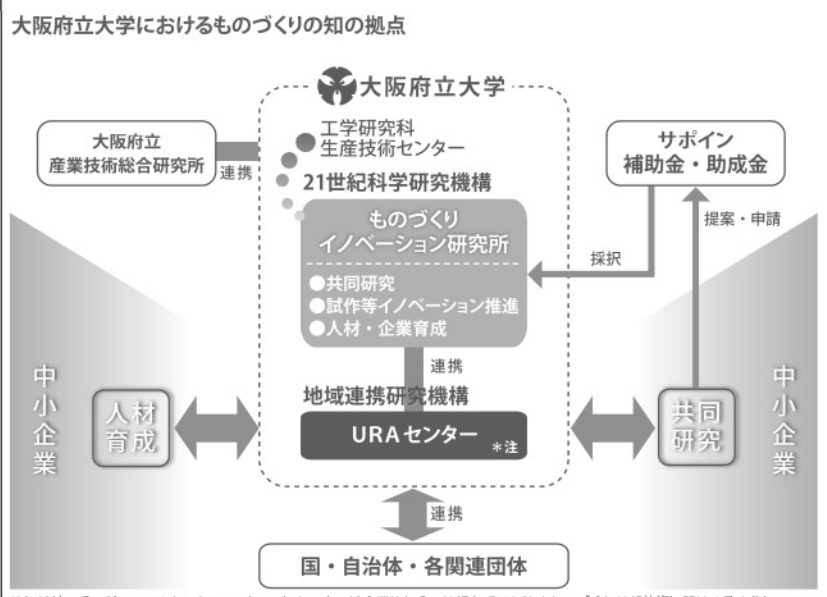 大阪府立大学におけるものづくりの知の拠点
大阪府立大学
大阪府立
産業技術総合研究所
連携
工学研究科
生産技術センター
21世紀科学研究機構
ものづくり
イノベーション研究所
●共同研究
●試作等イノベーション推進
●人材・企業育成
サポイン
補助金・助成金
提案・申請
採択
連携
地域連携研究機構
URAセンター
*注
中小企業
人材
育成
共同
研究
中小企業
連携
国・自治体・各関連団体